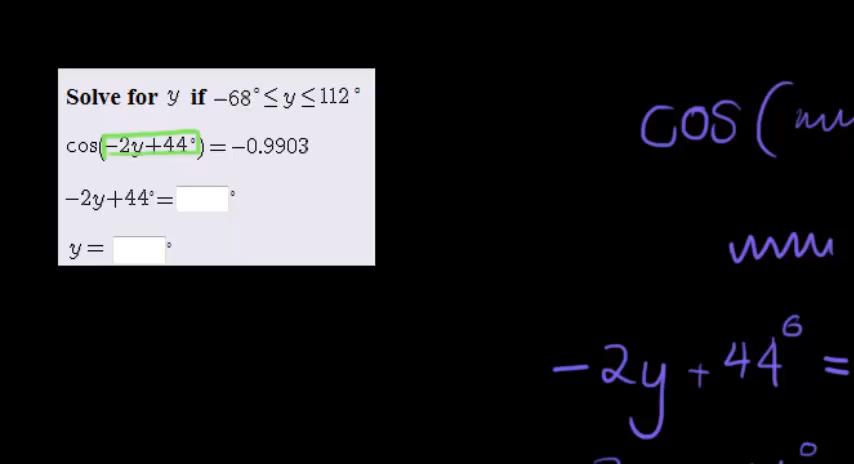 Solve for y if −68° ≤ y ≤ 112°
cos(−2y+44°) = −0.9903
−2y+44° =  °
y =  °
COS (
−2y + 44° =